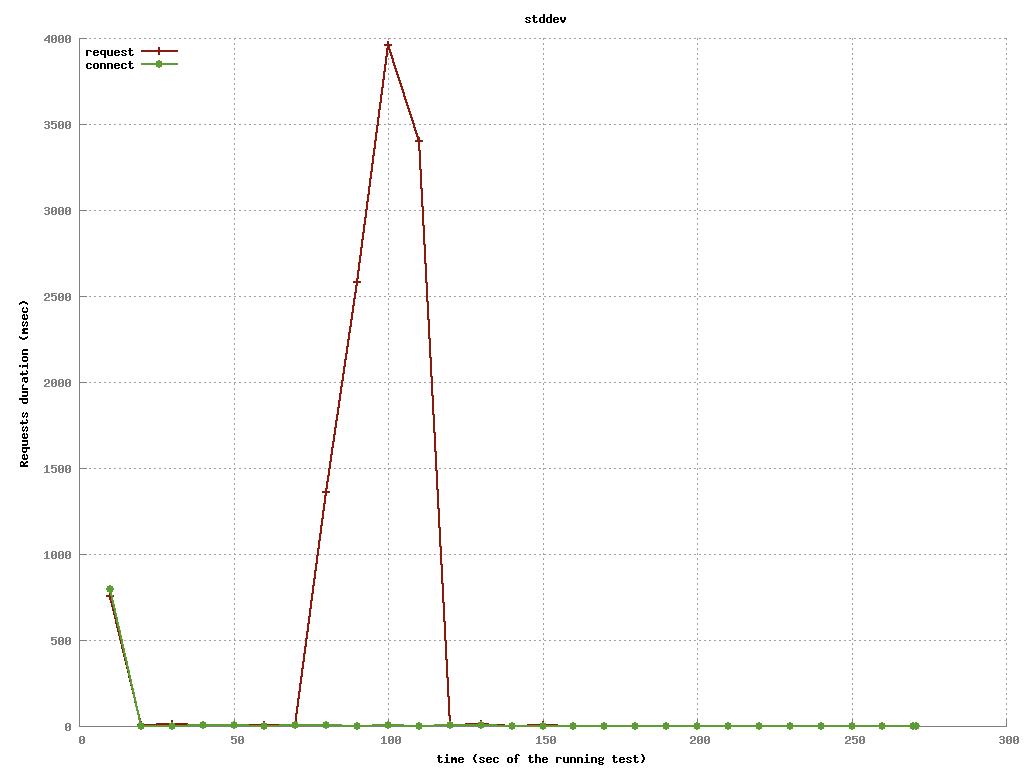 stddev
4000
request
connect
3500
3000
2500
2000
1500
1000
500
0
Requests duration (msec)
0 50 100 150 200 250 300
time (sec of the running test)